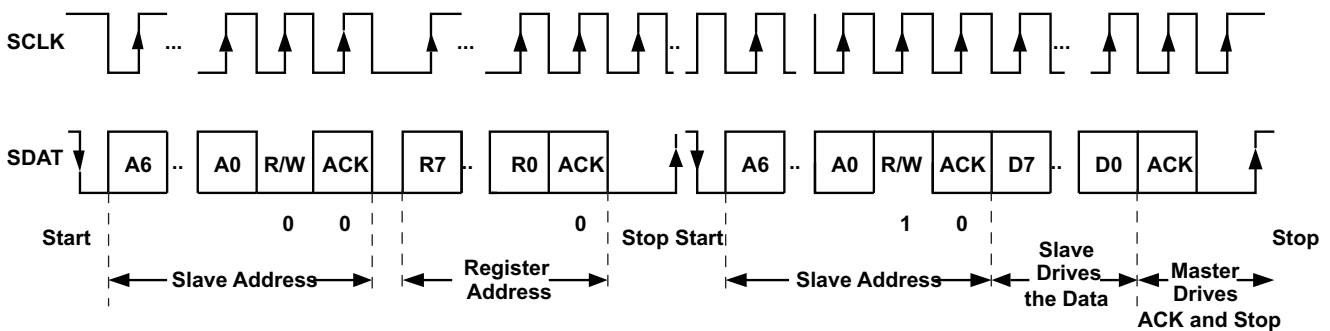 SCLK ... ... .. ...
SDAT A6 .. A0 R/W ACK R7 .. R0 ACK A6 .. A0 R/W ACK D7 .. D0 ACK
0 0 0 1 0
Start Stop Start Stop
Slave Address
Register
Address
Slave Address
Slave
Drives
the Data
Master
Drives
ACK and Stop